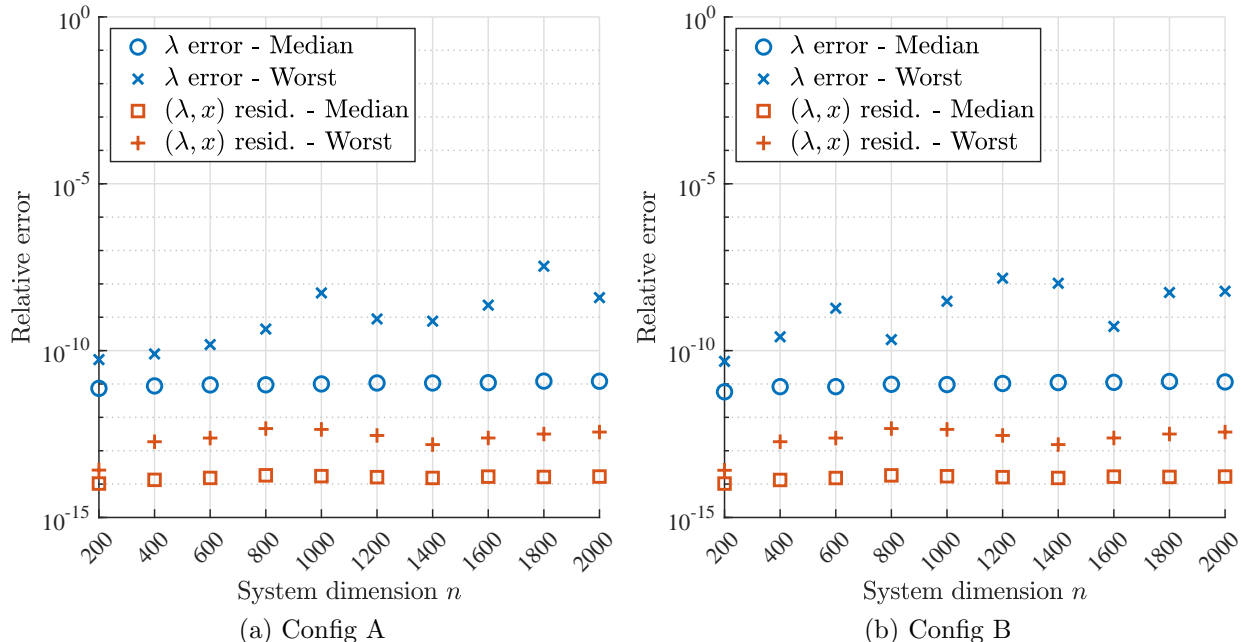 10^0
10^-5
10^-10
10^-15
Relative error
λ error - Median
λ error - Worst
(λ, x) resid. - Median
(λ, x) resid. - Worst
200 400 600 800 1000 1200 1400 1600 1800 2000
System dimension n
(a) Config A
10^0
10^-5
10^-10
10^-15
Relative error
λ error - Median
λ error - Worst
(λ, x) resid. - Median
(λ, x) resid. - Worst
200 400 600 800 1000 1200 1400 1600 1800 2000
System dimension n
(b) Config B